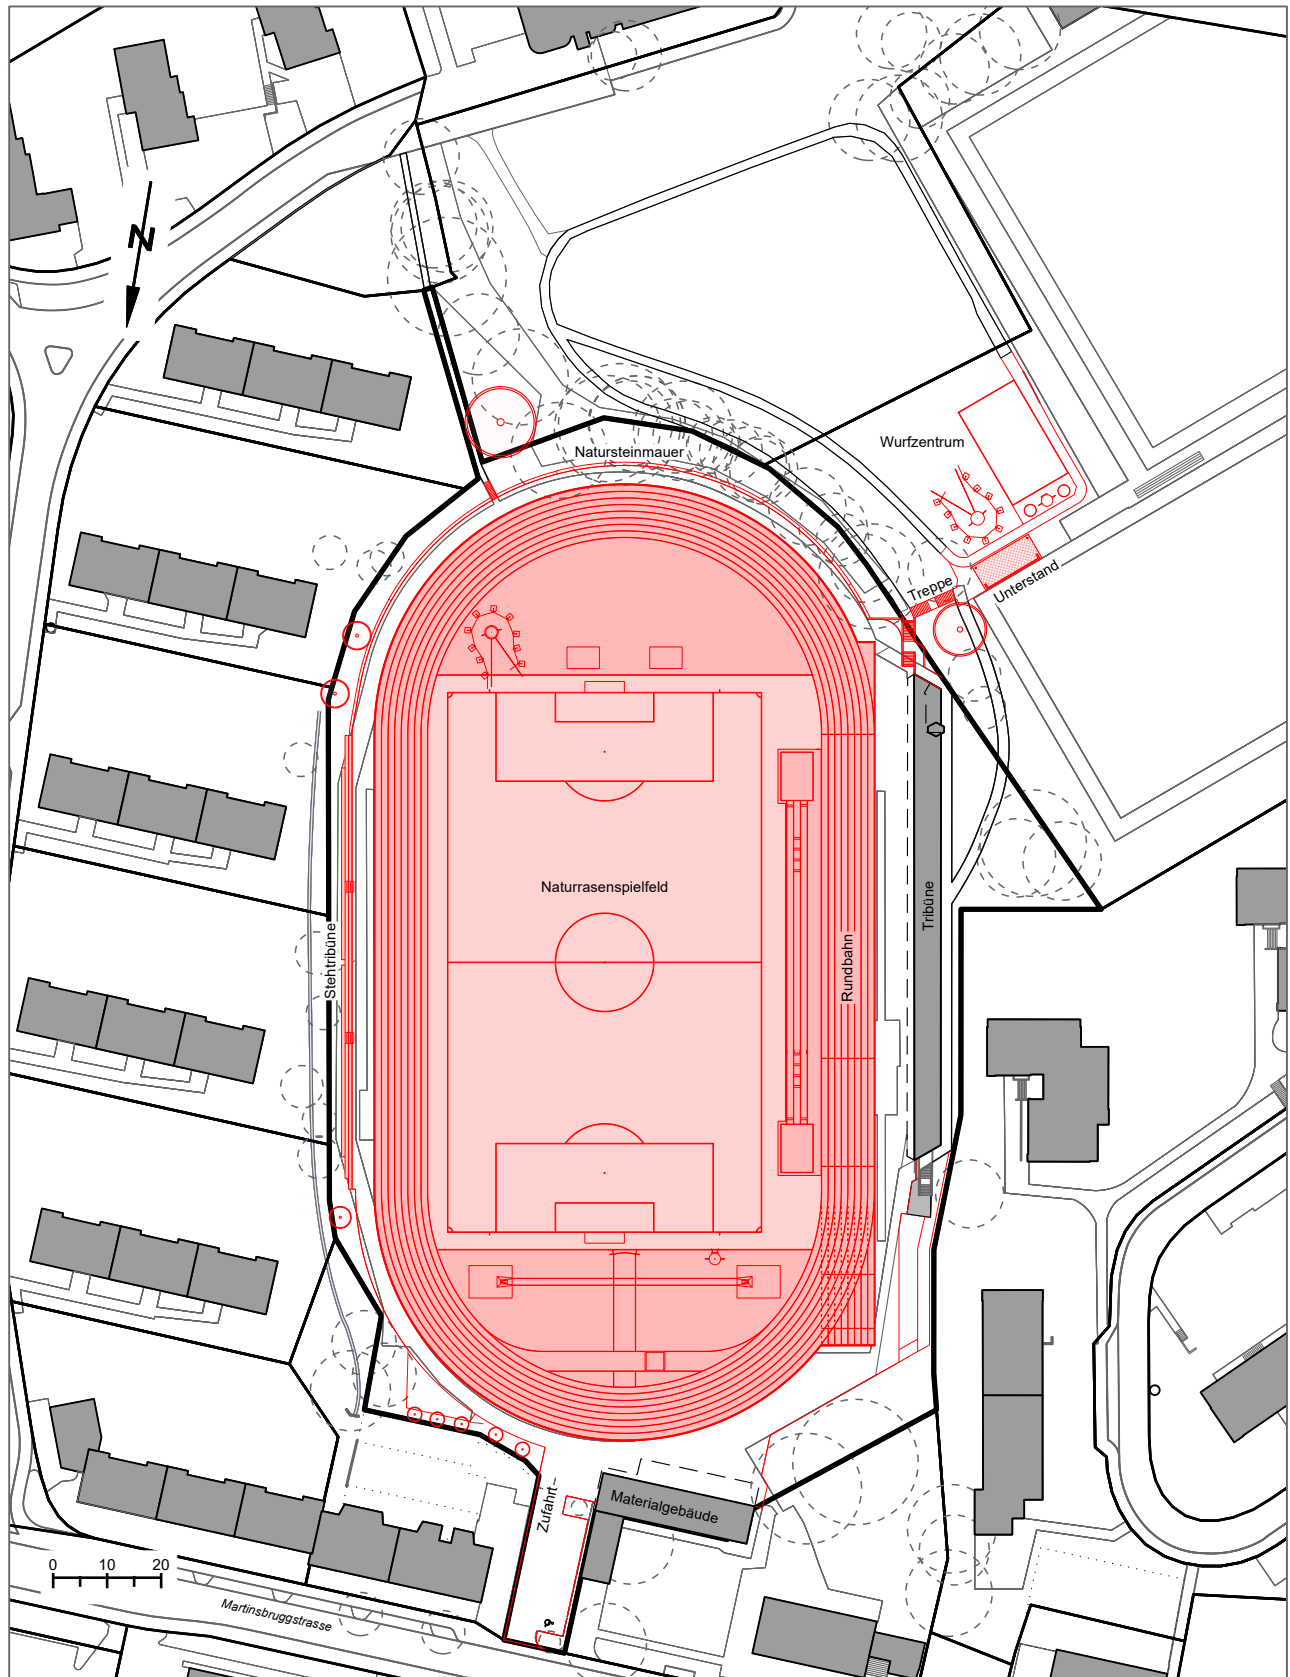 N
Wurfzentrum
Natursteinmauer
Treppe
Unterstand
Naturrasenspielfeld
Stehtribüne
Rundbahn
Tribüne
Zufahrt
Materialgebäude
0 10 20
Martinsbruggstrasse